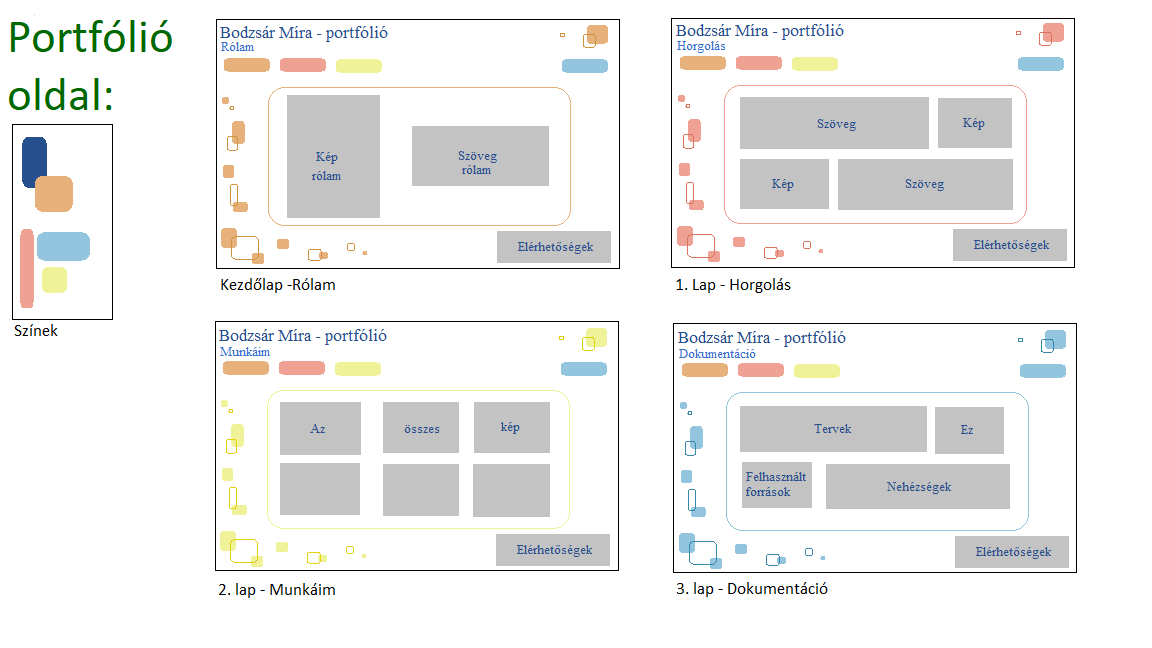 Portfólió
oldal:
Színek
Bodzsár Míra - portfólió
Rólam
Kép
rólam
Szöveg
rólam
Elérhetőségek
Kezdőlap -Rólam
Bodzsár Míra - portfólió
Horgolás
Szöveg
Kép
Kép
Szöveg
Elérhetőségek
1. Lap - Horgolás
Bodzsár Míra - portfólió
Munkáim
Az
összes
kép
Elérhetőségek
2. lap - Munkáim
Bodzsár Míra - portfólió
Dokumentáció
Tervek
Ez
Felhasznált
források
Nehézségek
Elérhetőségek
3. lap - Dokumentáció